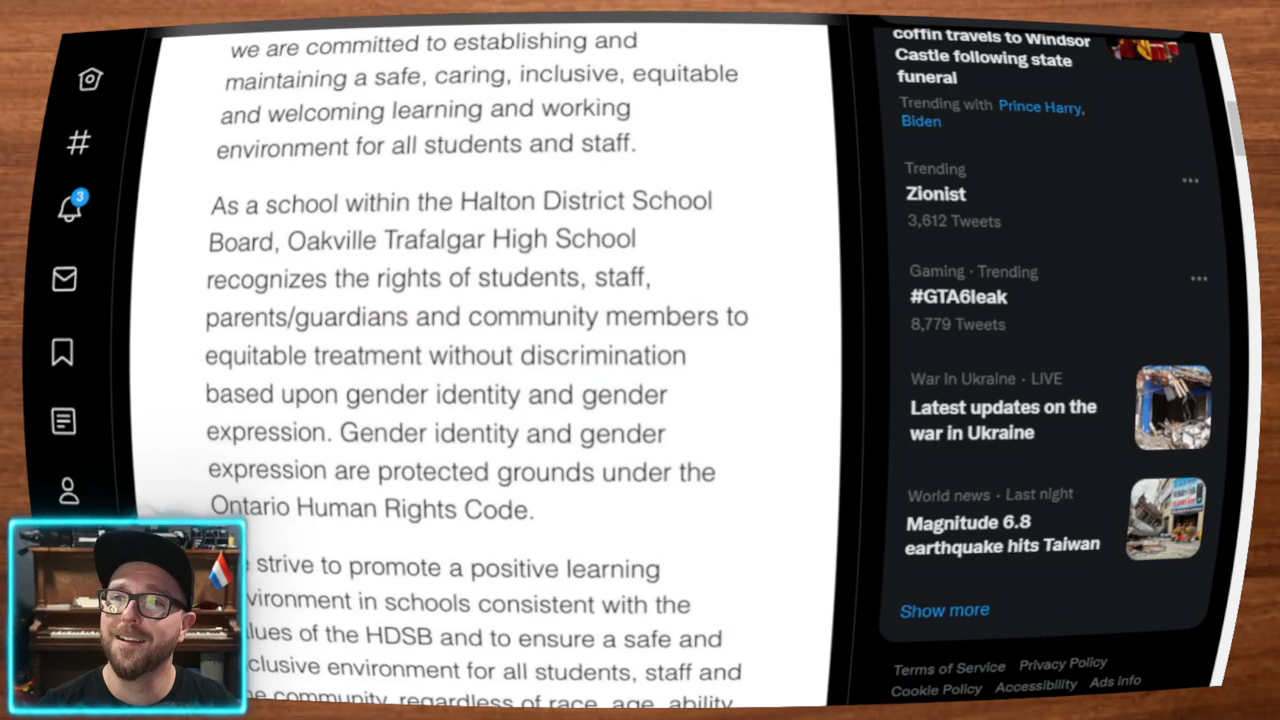 we are committed to establishing and
maintaining a safe, caring, inclusive, equitable
and welcoming learning and working
environment for all students and staff.
As a school within the Halton District School
Board, Oakville Trafalgar High School
recognizes the rights of students, staff,
parents/guardians and community members to
equitable treatment without discrimination
based upon gender identity and gender
expression. Gender identity and gender
expression are protected grounds under the
Ontario Human Rights Code.
strive to promote a positive learning
vironment in schools consistent with the
lues of the HDSB and to ensure a safe and
clusive environment for all students, staff and
community, regardless of race, age, ability
3
coffin travels to Windsor
Castle following state
funeral
Trending with Prince Harry,
Biden
Trending
Zionist
3,612 Tweets
Gaming · Trending
#GTA6leak
8,779 Tweets
War in Ukraine · LIVE
Latest updates on the
war in Ukraine
World news · Last night
Magnitude 6.8
earthquake hits Taiwan
Show more
Terms of Service Privacy Policy
Cookie Policy Accessibility Ads info